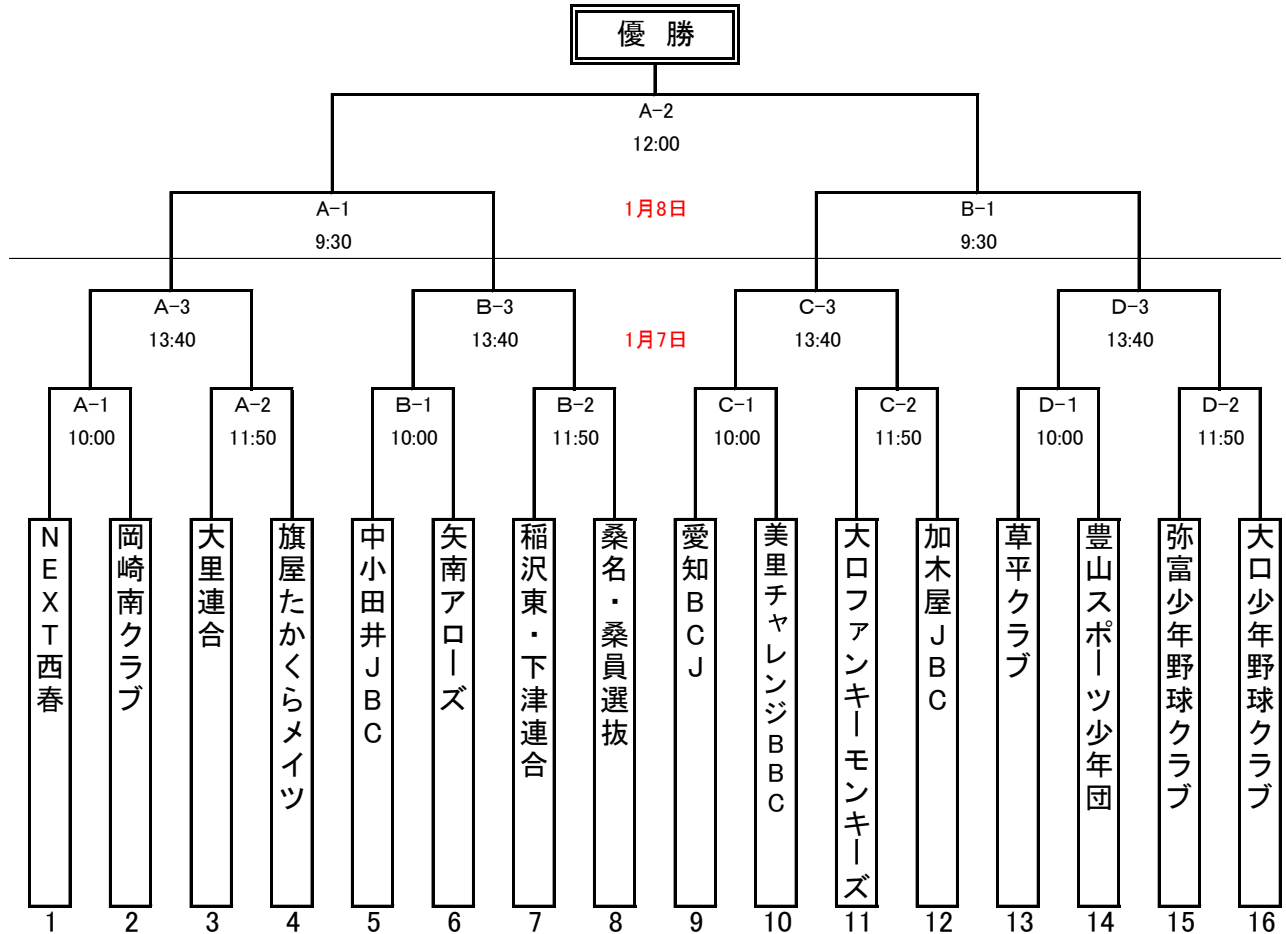 優 勝
A-2
12:00
A-1
1月8日
B-1
9:30
9:30
A-3
B-3
C-3
D-3
13:40
13:40
1月7日
13:40
13:40
A-1
A-2
B-1
B-2
C-1
C-2
D-1
D-2
10:00
11:50
10:00
11:50
10:00
11:50
10:00
11:50
NEXT西春
岡崎南クラブ
大里連合
旗屋たかくらメイツ
中小田井JBC
矢南アローズ
稲沢東・下津連合
桑名・桑員選抜
愛知BCJ
美里チャレンジBBC
大口ファンキーモンキーズ
加木屋JBC
草平クラブ
豊山スポーツ少年団
弥富少年野球クラブ
大口少年野球クラブ
1
2
3
4
5
6
7
8
9
10
11
12
13
14
15
16